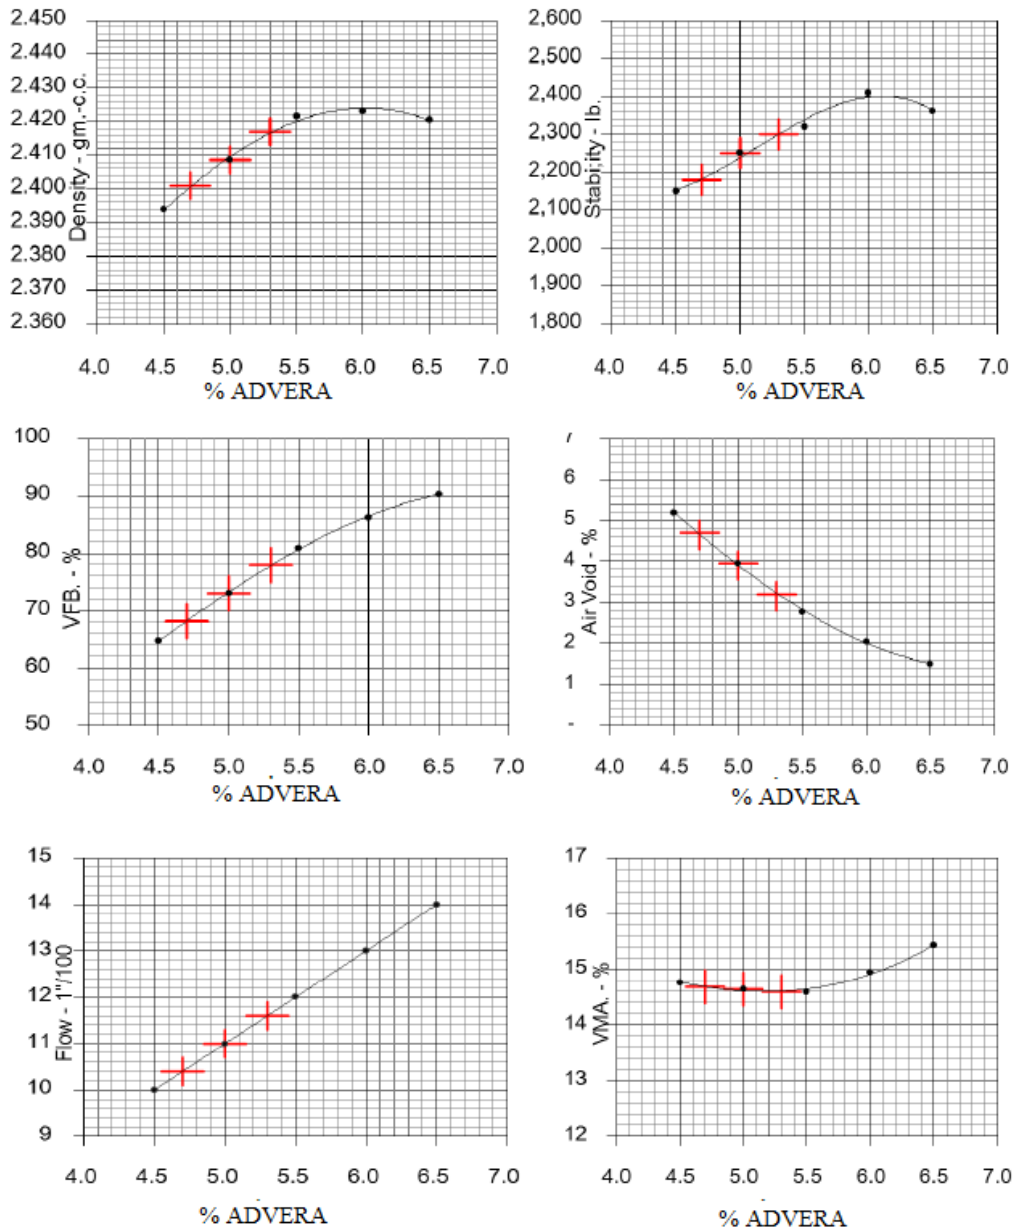 2.450
2.440
2.430
2.420
2.410
2.400
2.390
2.380
2.370
2.360
Density - gm.-c.c.
4.0 4.5 5.0 5.5 6.0 6.5 7.0
% ADVERA
2,600
2,500
2,400
2,300
2,200
2,100
2,000
1,900
1,800
Stabi;ity - lb.
4.0 4.5 5.0 5.5 6.0 6.5 7.0
% ADVERA
100
90
80
70
60
50
VFB. - %
4.0 4.5 5.0 5.5 6.0 6.5 7.0
% ADVERA
7
6
5
4
3
2
1
-
Air Void - %
4.0 4.5 5.0 5.5 6.0 6.5 7.0
% ADVERA
15
14
13
12
11
10
9
Flow - 1"/100
4.0 4.5 5.0 5.5 6.0 6.5 7.0
% ADVERA
17
16
15
14
13
12
VMA. - %
4.0 4.5 5.0 5.5 6.0 6.5 7.0
% ADVERA